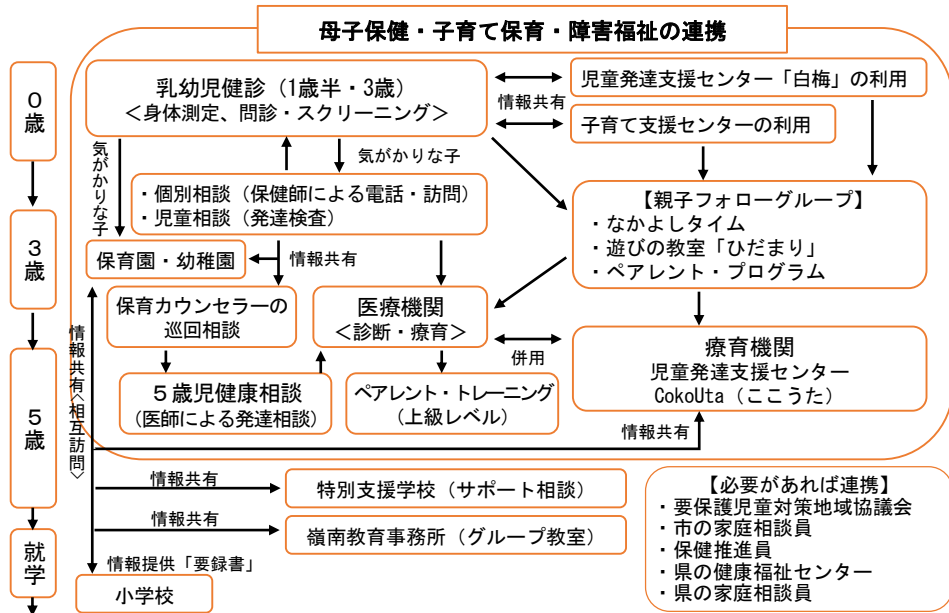 母子保健・子育て保育・障害福祉の連携
0歳
3歳
5歳
就学
乳幼児健診（1歳半・3歳）
＜身体測定、問診・スクリーニング＞
情報共有
児童発達支援センター「白梅」の利用
子育て支援センターの利用
気がかりな子
気がかりな子
・個別相談（保健師による電話・訪問）
・児童相談（発達検査）
【親子フォローグループ】
・なかよしタイム
・遊びの教室「ひだまり」
・ペアレント・プログラム
保育園・幼稚園
情報共有
保育カウンセラーの
巡回相談
医療機関
＜診断・療育＞
併用
療育機関
児童発達支援センター
CokoUta（ここうた）
５歳児健康相談
（医師による発達相談）
ペアレント・トレーニング
（上級レベル）
情報共有
情報共有＜相互訪問＞
情報共有
特別支援学校（サポート相談）
情報共有
嶺南教育事務所（グループ教室）
情報提供「要録書」
小学校
【必要があれば連携】
・要保護児童対策地域協議会
・市の家庭相談員
・保健推進員
・県の健康福祉センター
・県の家庭相談員